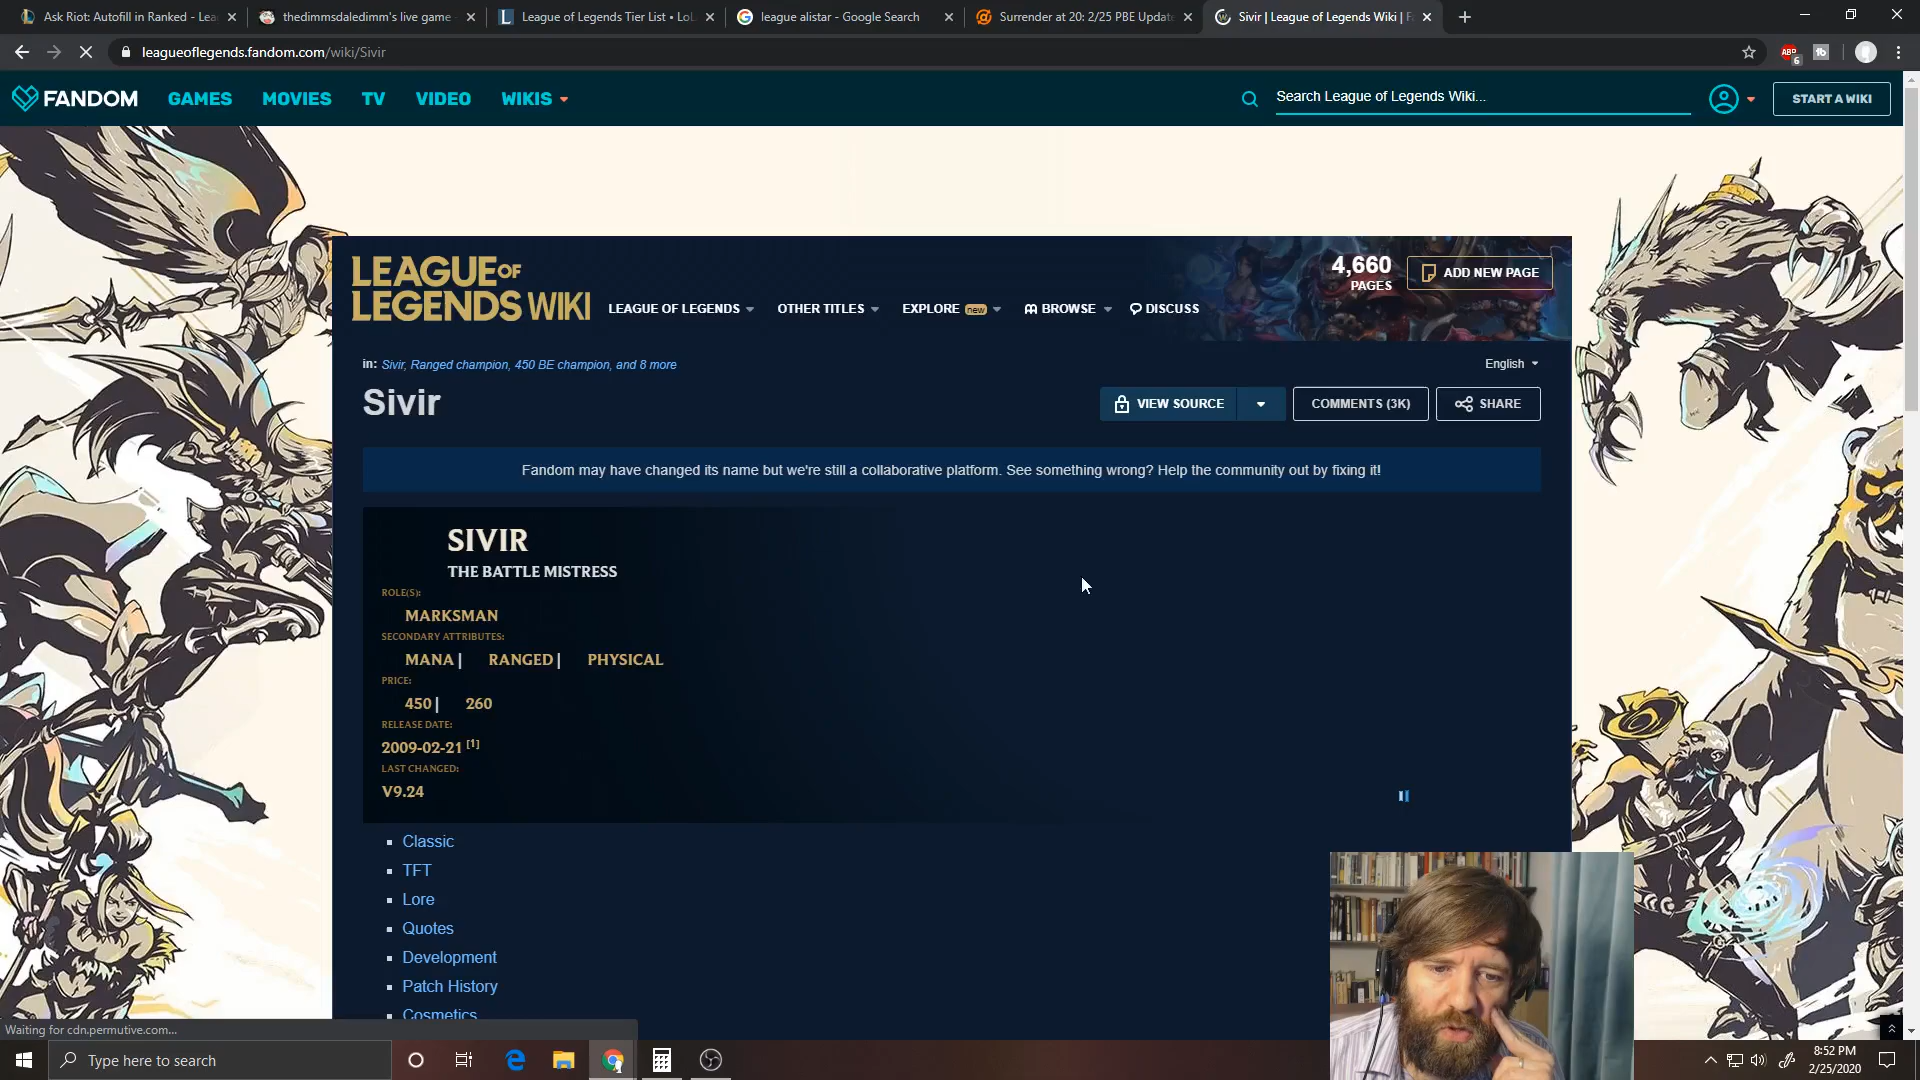 Ask Riot: Autofill in Ranked - Lea
thedimmsdaledimm's live game
League of Legends Tier List • LoL
league alistar - Google Search
Surrender at 20: 2/25 PBE Update
Sivir | League of Legends Wiki | F
leagueoflegends.fandom.com/wiki/Sivir
ABP
6
FANDOM
GAMES
MOVIES
TV
VIDEO
WIKIS
Search League of Legends Wiki...
START A WIKI
LEAGUE OF
LEGENDS WIKI
LEAGUE OF LEGENDS
OTHER TITLES
EXPLORE new
BROWSE
DISCUSS
4,660
PAGES
ADD NEW PAGE
in: Sivir, Ranged champion, 450 BE champion, and 8 more
English
Sivir
VIEW SOURCE
COMMENTS (3K)
SHARE
Fandom may have changed its name but we're still a collaborative platform. See something wrong? Help the community out by fixing it!
SIVIR
THE BATTLE MISTRESS
ROLE(S):
MARKSMAN
SECONDARY ATTRIBUTES:
MANA | RANGED | PHYSICAL
PRICE:
450 | 260
RELEASE DATE:
2009-02-21 [1]
LAST CHANGED:
V9.24
Classic
TFT
Lore
Quotes
Development
Patch History
Cosmetics
Waiting for cdn.permutive.com...
Type here to search
8:52 PM
2/25/2020